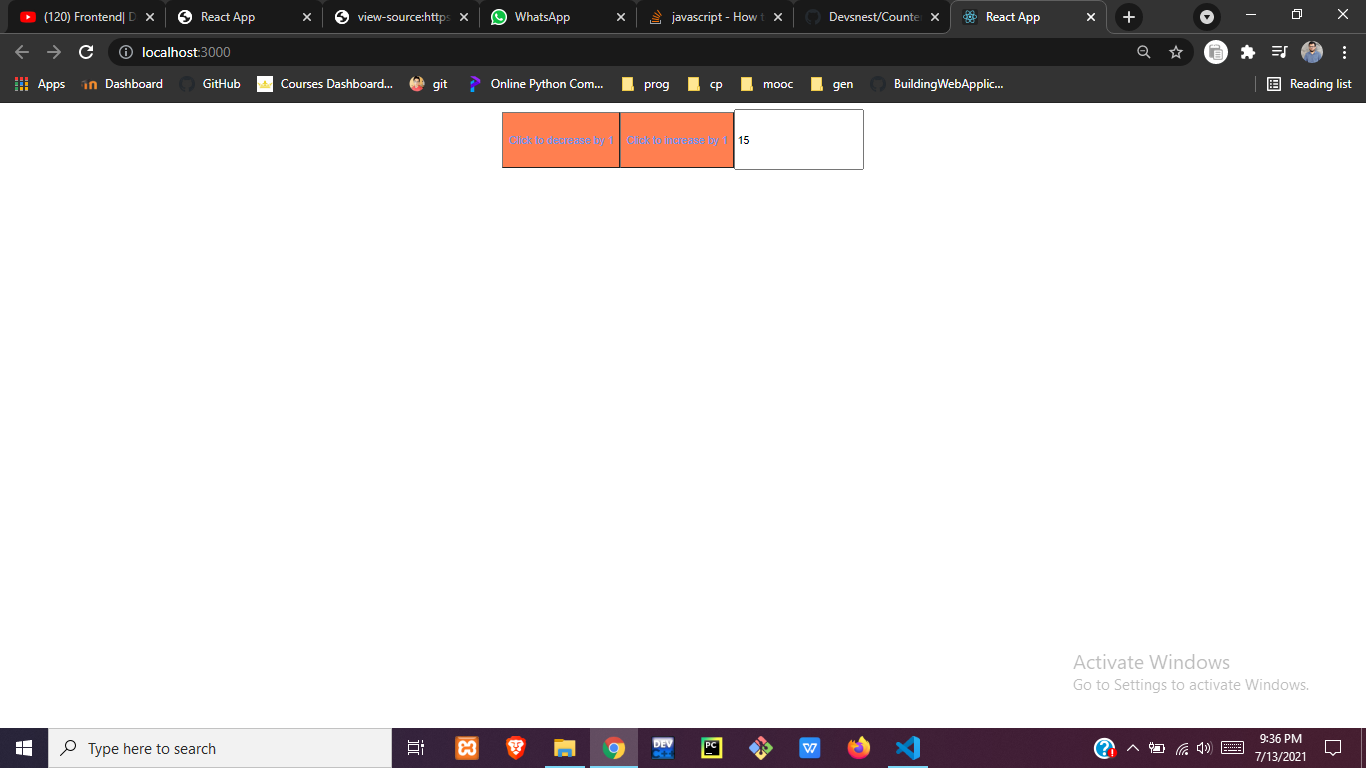 (120) Frontend| D
React App
view-source:https
WhatsApp
javascript - How t
Devsnest/Counte
React App
localhost:3000
Apps
Dashboard
GitHub
Courses Dashboard...
git
Online Python Com...
prog
cp
mooc
gen
BuildingWebApplic...
Reading list
Click to decrease by 1
Click to increase by 1
15
Activate Windows
Go to Settings to activate Windows.
Type here to search
DEV
PC
9:36 PM
7/13/2021